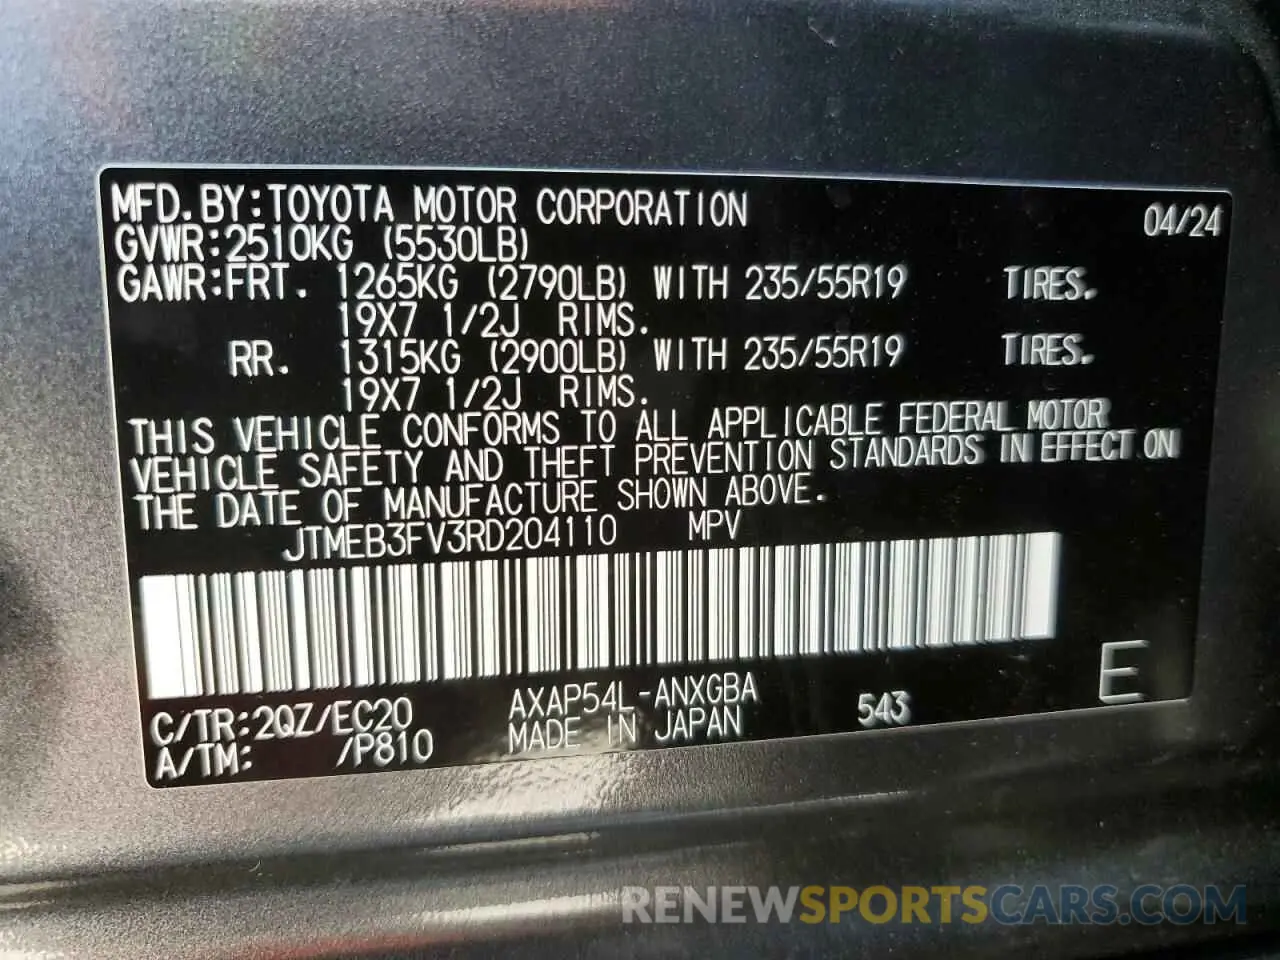 MFD.BY:TOYOTA MOTOR CORPORATION 04/24
GVWR:2510KG (5530LB)
GAWR:FRT. 1265KG (2790LB) WITH 235/55R19 TIRES.
19X7 1/2J RIMS.
RR. 1315KG (2900LB) WITH 235/55R19 TIRES.
19X7 1/2J RIMS.
THIS VEHICLE CONFORMS TO ALL APPLICABLE FEDERAL MOTOR
VEHICLE SAFETY AND THEFT PREVENTION STANDARDS IN EFFECT ON
THE DATE OF MANUFACTURE SHOWN ABOVE.
JTMEB3FV3RD204110 MPV
E
C/TR:2QZ/EC20 AXAP54L-ANXGBA 543
A/TM: /P810 MADE IN JAPAN
RENEWSPORTSCARS.COM